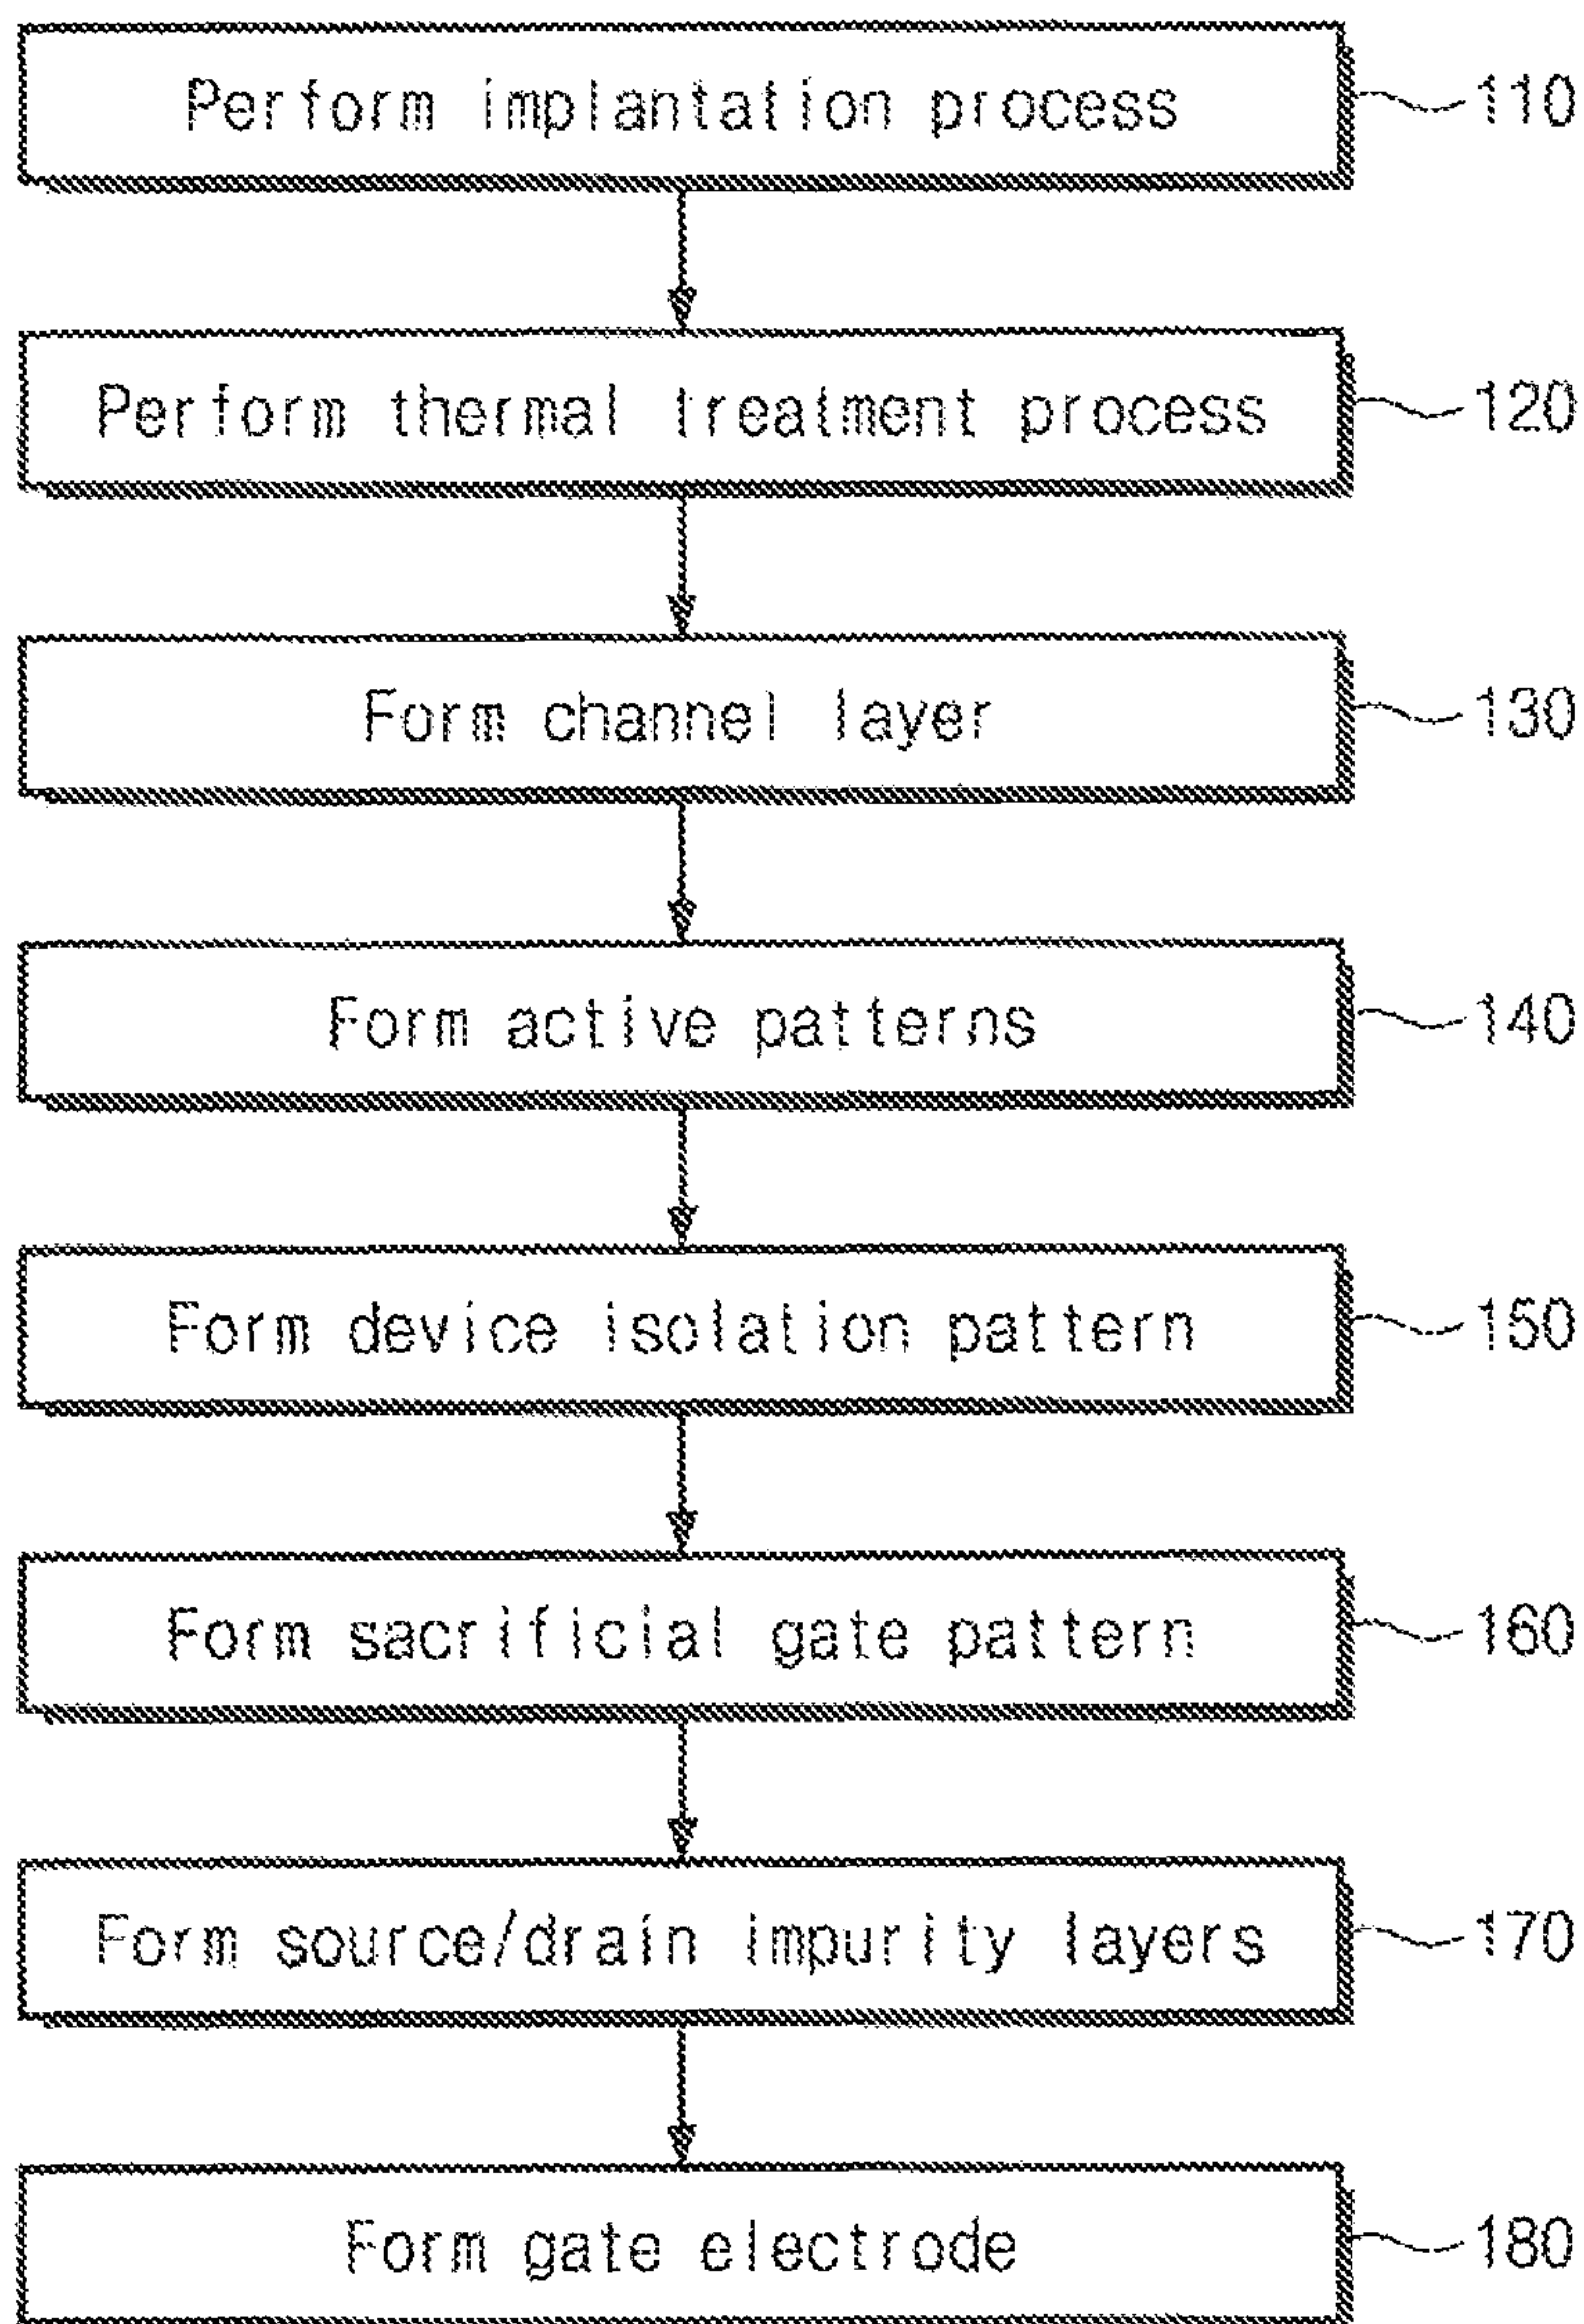 Perform implantation process 110
Perform thermal treatment process 120
Form channel layer 130
Form active patterns 140
Form device isolation pattern 150
Form sacrificial gate pattern 160
Form source/drain impurity layers 170
Form gate electrode 180